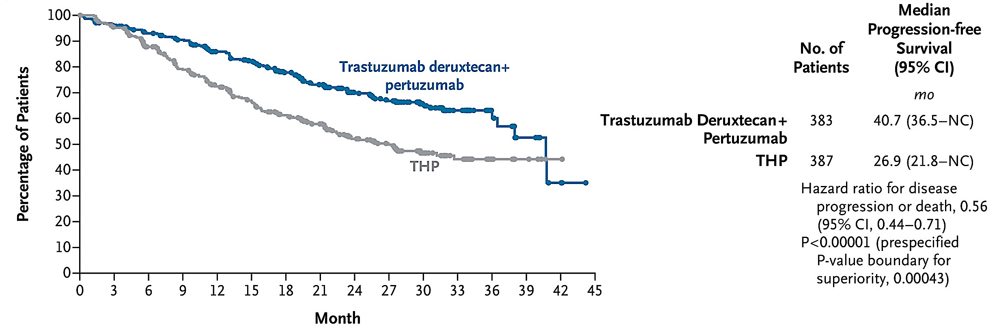 Percentage of Patients
100
90
80
70
60
50
40
30
20
10
0
0 3 6 9 12 15 18 21 24 27 30 33 36 39 42 45
Month
Trastuzumab deruxtecan+
pertuzumab
THP
Median
Progression-free
No. of Survival
Patients (95% CI)
mo
Trastuzumab Deruxtecan+ 383 40.7 (36.5–NC)
Pertuzumab
THP 387 26.9 (21.8–NC)
Hazard ratio for disease
progression or death, 0.56
(95% CI, 0.44–0.71)
P<0.00001 (prespecified
P-value boundary for
superiority, 0.00043)